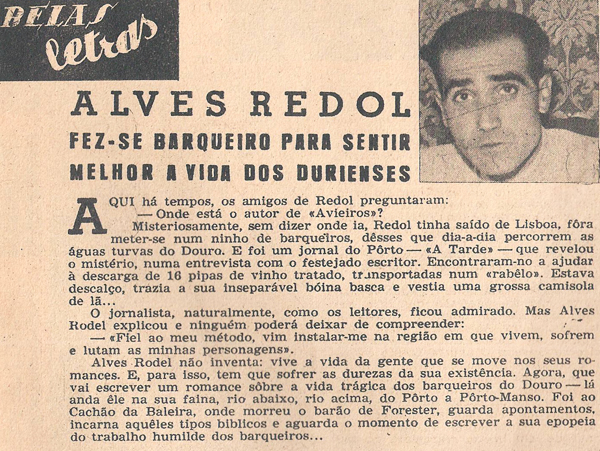 BELAS
letras
ALVES REDOL
FEZ-SE BARQUEIRO PARA SENTIR
MELHOR A VIDA DOS DURIENSES
AQUI há tempos, os amigos de Redol preguntaram:
— Onde está o autor de «Avieiros»?
Misteriosamente, sem dizer onde ia, Redol tinha saído de Lisboa, fôra
meter-se num ninho de barqueiros, dêsses que dia-a-dia percorrem as
águas turvas do Douro. E foi um jornal do Pôrto — «A Tarde» — que revelou
o mistério, numa entrevista com o festejado escritor. Encontraram-no a ajudar
à descarga de 16 pipas de vinho tratado, transportadas num «rabêlo». Estava
descalço, trazia a sua inseparável bóina basca e vestia uma grossa camisola
de lã...
O jornalista, naturalmente, como os leitores, ficou admirado. Mas Alves
Rodel explicou e ninguém poderá deixar de compreender:
— «Fiel ao meu método, vim instalar-me na região em que vivem, sofrem
e lutam as minhas personagens».
Alves Rodel não inventa: vive a vida da gente que se move nos seus ro-
mances. E, para isso, tem que sofrer as durezas da sua existência. Agora, que
vai escrever um romance sôbre a vida trágica dos barqueiros do Douro — lá
anda êle na sua faina, rio abaixo, rio acima, do Pôrto a Pôrto-Manso. Foi ao
Cachão da Baleira, onde morreu o barão de Forester, guarda apontamentos,
incarna aquêles tipos bíblicos e aguarda o momento de escrever a sua epopeia
do trabalho humilde dos barqueiros...